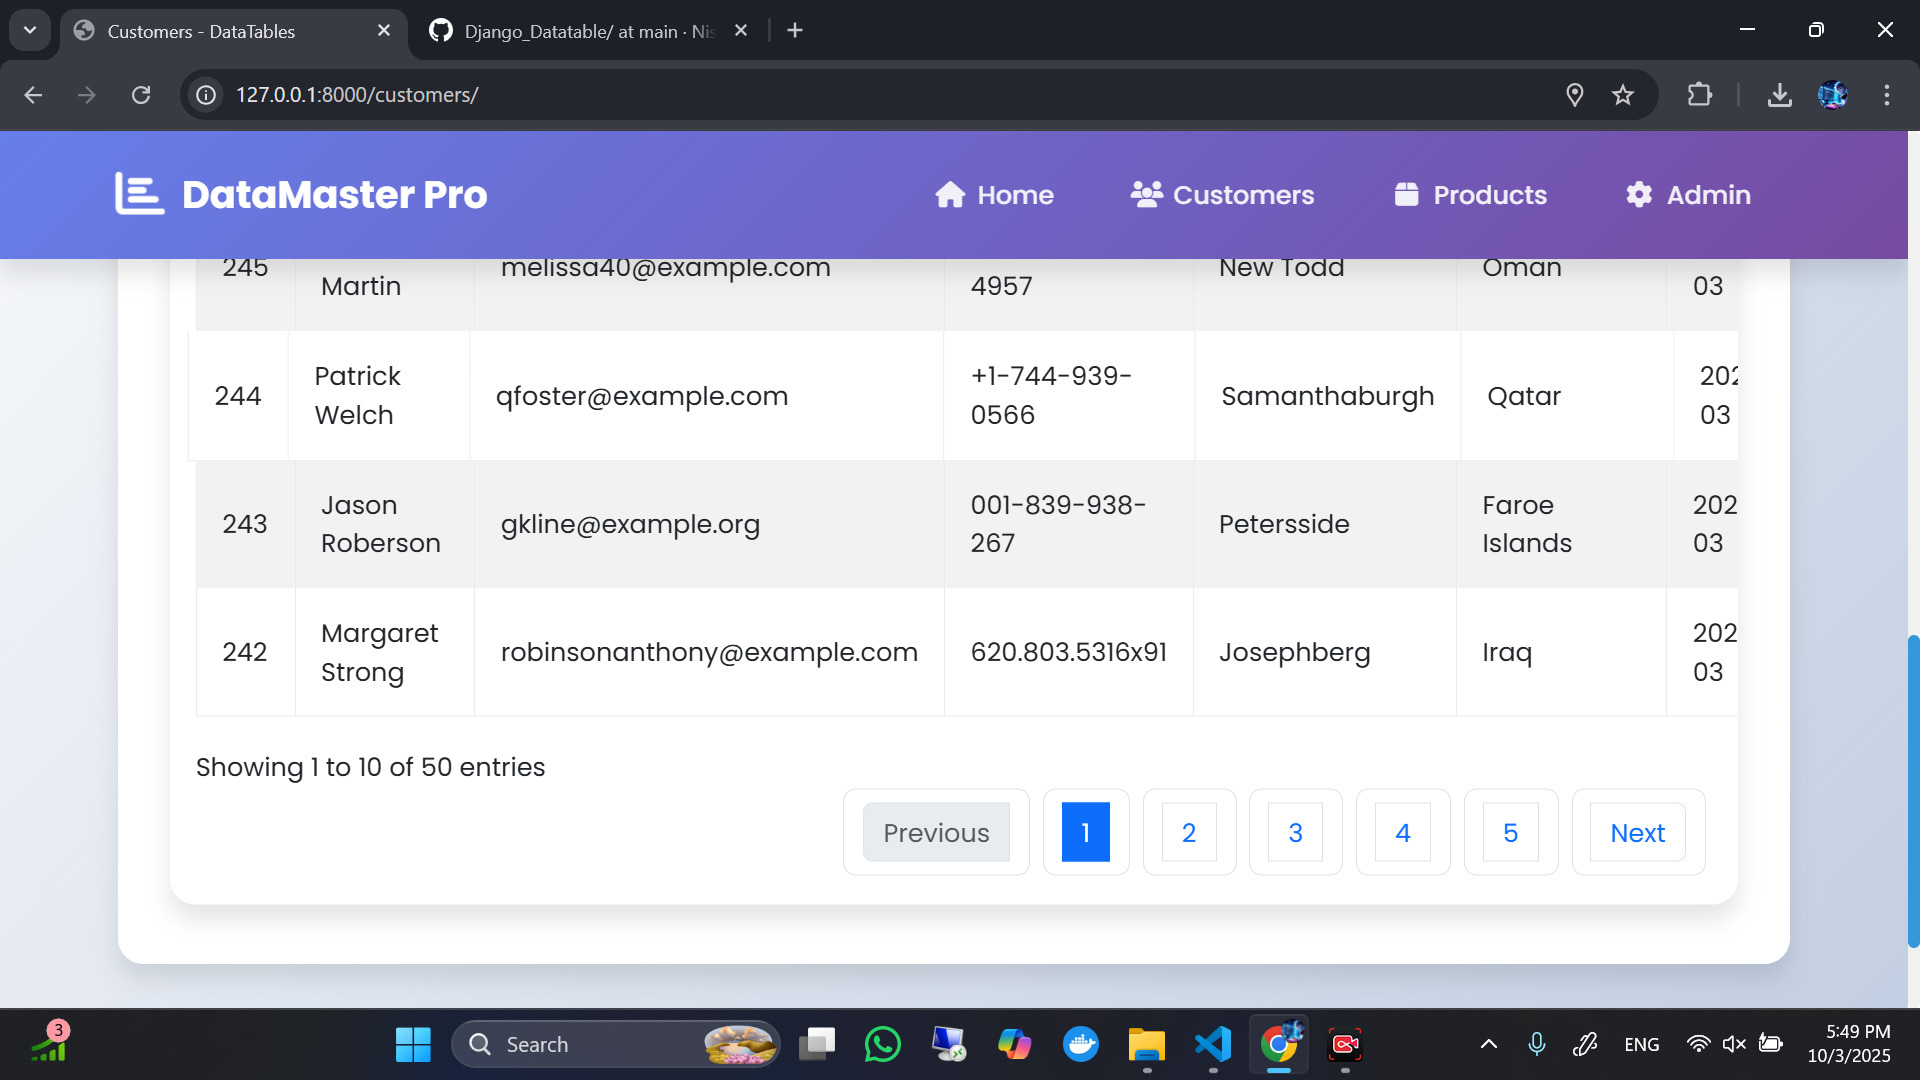 Customers - DataTables
Django_Datatable/ at main · Nis
127.0.0.1:8000/customers/
DataMaster Pro
Home
Customers
Products
Admin
245
Martin
melissa40@example.com
4957
New Todd
Oman
03
244
Patrick
Welch
qfoster@example.com
+1-744-939-
0566
Samanthaburgh
Qatar
202
03
243
Jason
Roberson
gkline@example.org
001-839-938-
267
Petersside
Faroe
Islands
202
03
242
Margaret
Strong
robinsonanthony@example.com
620.803.5316x91
Josephberg
Iraq
202
03
Showing 1 to 10 of 50 entries
Previous
1
2
3
4
5
Next
3
Search
ENG
5:49 PM
10/3/2025